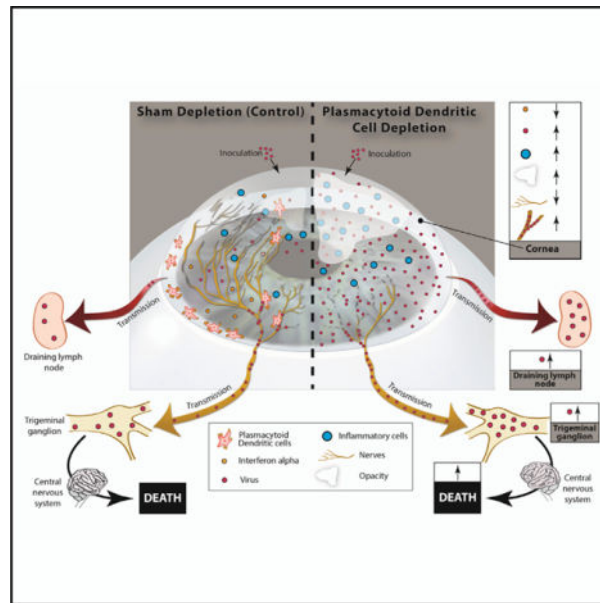 Sham Depletion (Control)
Plasmacytoid Dendritic
Cell Depletion
Inoculation
Inoculation
Cornea
Transmission
Transmission
Draining lymph
node
Draining lymph
node
Transmission
Transmission
Trigeminal
ganglion
Trigeminal
ganglion
Plasmacytoid
Dendritic cells
Interferon alpha
Virus
Inflammatory cells
Nerves
Opacity
Central
nervous
system
DEATH
DEATH
Central
nervous
system